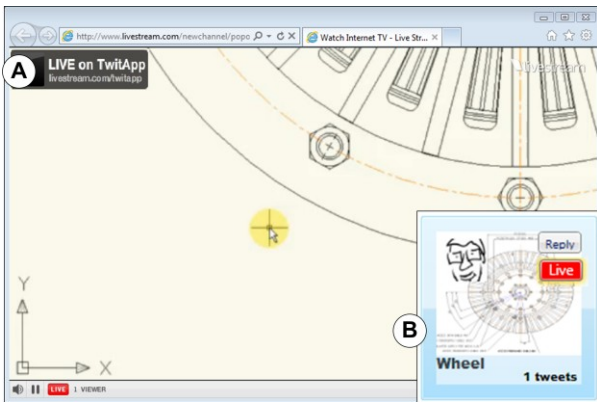 http://www.livestream.com/newchannel/popo
Watch Internet TV - Live Str...
A
LIVE on TwitApp
livestream.com/twitapp
livestream
Y
X
B
Reply
Live
Wheel
1 tweets
LIVE 1 VIEWER